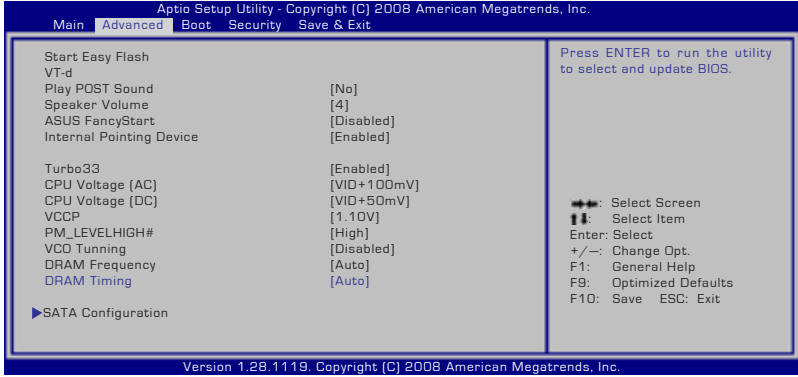 Aptio Setup Utility - Copyright (C) 2008 American Megatrends, Inc.
Main Advanced Boot Security Save & Exit
Start Easy Flash
VT-d
Play POST Sound [No]
Speaker Volume [4]
ASUS FancyStart [Disabled]
Internal Pointing Device [Enabled]
Turbo33 [Enabled]
CPU Voltage (AC) [VID+100mV]
CPU Voltage (DC) [VID+50mV]
VCCP [1.10V]
PM_LEVELHIGH# [High]
VCO Tunning [Disabled]
DRAM Frequency [Auto]
DRAM Timing [Auto]
SATA Configuration
Press ENTER to run the utility
to select and update BIOS.
→←: Select Screen
↑↓: Select Item
Enter: Select
+/—: Change Opt.
F1: General Help
F9: Optimized Defaults
F10: Save ESC: Exit
Version 1.28.1119. Copyright (C) 2008 American Megatrends, Inc.